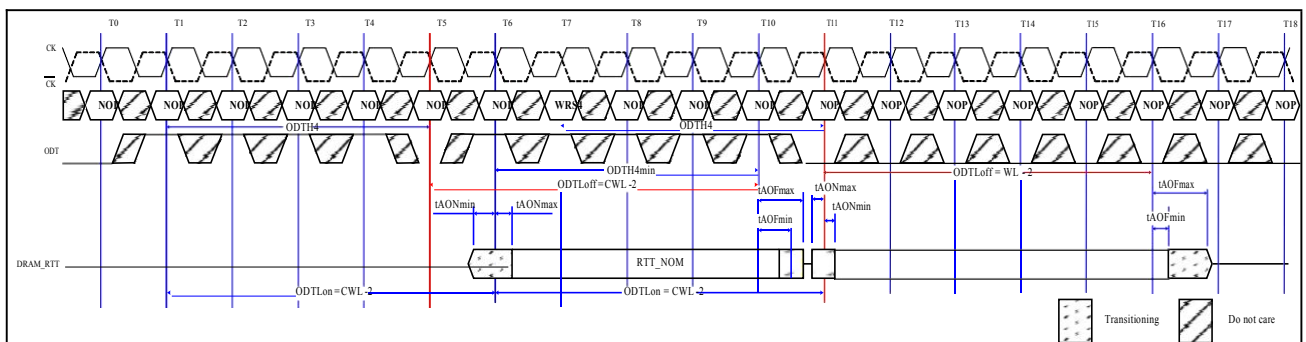 T0 T1 T2 T3 T4 T5 T6 T7 T8 T9 T10 T11 T12 T13 T14 T15 T16 T17 T18
CK
CK
NOP NOP NOP NOP NOP NOP NOP WRS4 NOP NOP NOP NOP NOP NOP NOP NOP NOP NOP NOP
ODTH4 ODTH4
ODT
ODTH4min ODTLoff = WL - 2
ODTLoff = CWL -2 tAOFmax tAONmax tAOFmax
tAONmin tAONmax tAOFmin tAONmin tAOFmin
DRAM_RTT RTT_NOM
ODTLon = CWL -2 ODTLon = CWL -2
Transitioning Do not care